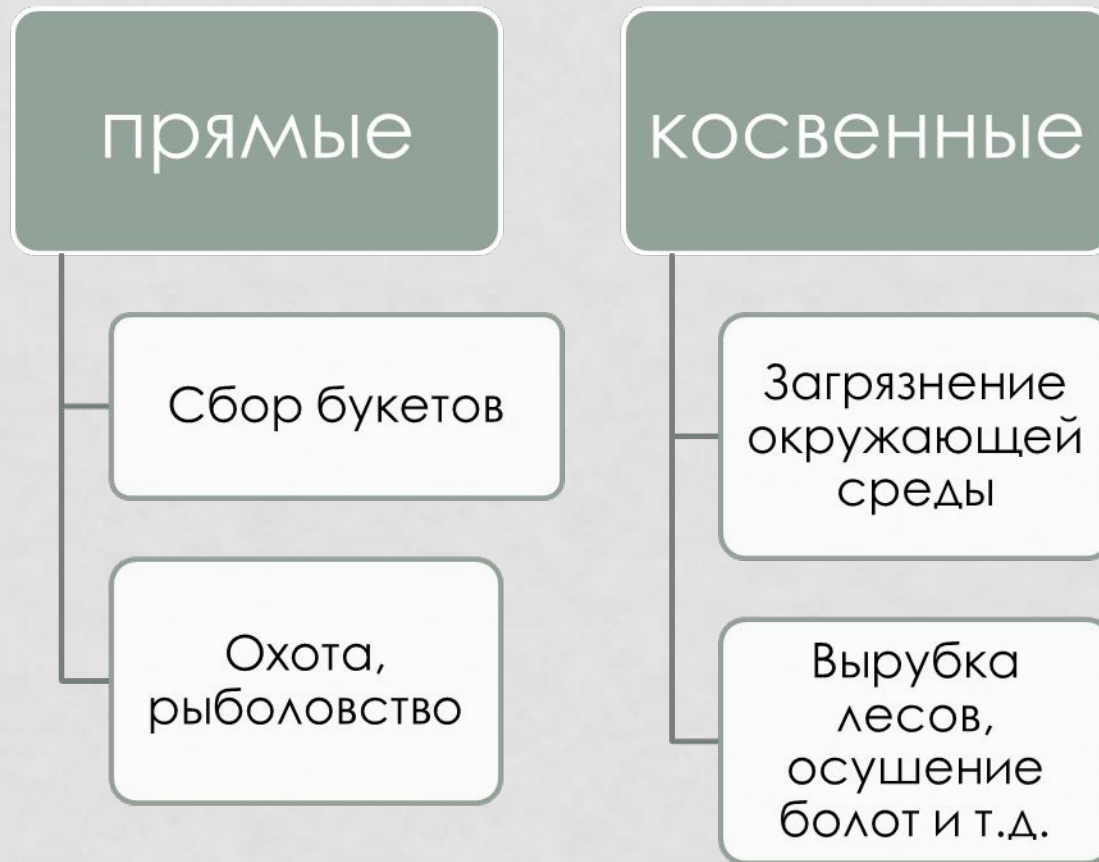 прямые
Сбор букетов
Охота,
рыболовство
косвенные
Загрязнение
окружающей
среды
Вырубка
лесов,
осушение
болот и т.д.